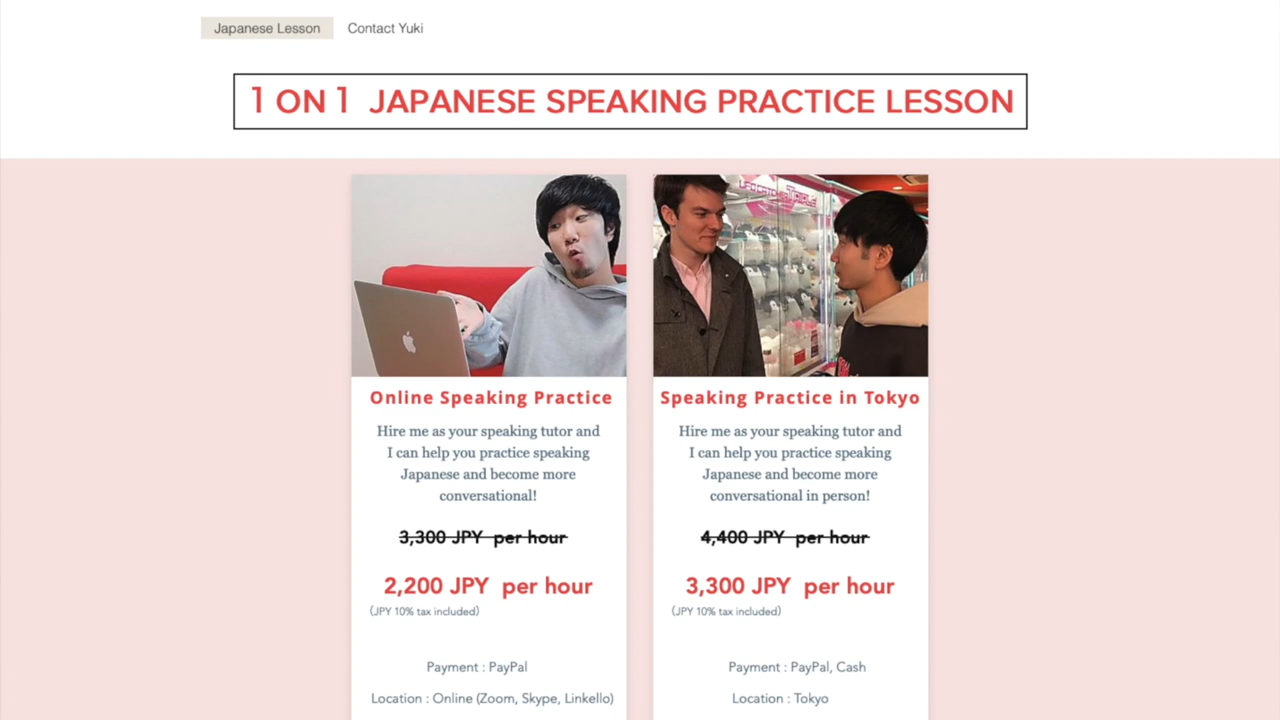 Japanese Lesson
Contact Yuki
1 ON 1 JAPANESE SPEAKING PRACTICE LESSON
Online Speaking Practice
Hire me as your speaking tutor and
I can help you practice speaking
Japanese and become more
conversational!
3,300 JPY per hour
2,200 JPY per hour
(JPY 10% tax included)
Payment : PayPal
Location : Online (Zoom, Skype, Linkello)
Speaking Practice in Tokyo
Hire me as your speaking tutor and
I can help you practice speaking
Japanese and become more
conversational in person!
4,400 JPY per hour
3,300 JPY per hour
(JPY 10% tax included)
Payment : PayPal, Cash
Location : Tokyo